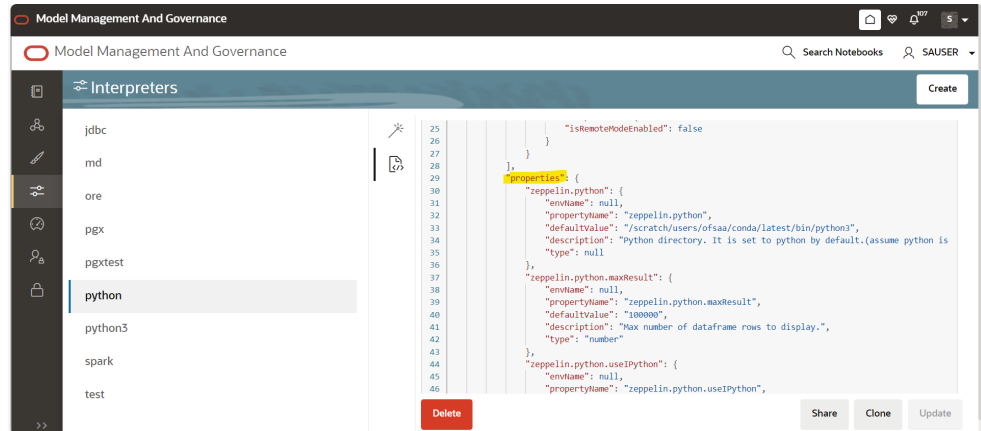 Model Management And Governance
107
S
Model Management And Governance
Search Notebooks
SAUSER
Interpreters
Create
jdbc
md
ore
pgx
pgxtest
python
python3
spark
test
25 "isRemoteModeEnabled": false
26 }
27 }
28 ],
29 "properties": {
30 "zeppelin.python": {
31 "envName": null,
32 "propertyName": "zeppelin.python",
33 "defaultValue": "/scratch/users/ofsaa/conda/latest/bin/python3",
34 "description": "Python directory. It is set to python by default.(assume python is
35 "type": null
36 },
37 "zeppelin.python.maxResult": {
38 "envName": null,
39 "propertyName": "zeppelin.python.maxResult",
40 "defaultValue": "100000",
41 "description": "Max number of dataframe rows to display.",
42 "type": "number"
43 },
44 "zeppelin.python.useIPython": {
45 "envName": null,
46 "propertyName": "zeppelin.python.useIPython",
Delete
Share
Clone
Update
>>